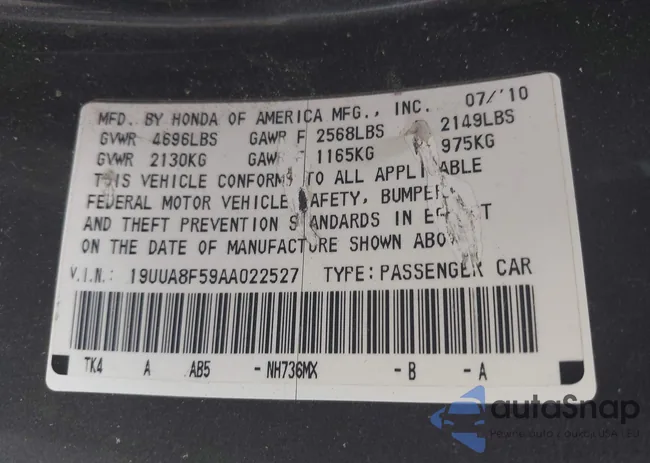 MFD. BY HONDA OF AMERICA MFG., INC. 07/'10
GVWR 4696LBS GAWR F 2568LBS 2149LBS
GVWR 2130KG GAWR 1165KG 975KG
THIS VEHICLE CONFORMS TO ALL APPLICABLE
FEDERAL MOTOR VEHICLE SAFETY, BUMPER
AND THEFT PREVENTION STANDARDS IN EFFECT
ON THE DATE OF MANUFACTURE SHOWN ABOVE
V.I.N.: 19UUA8F59AA022527 TYPE: PASSENGER CAR
TK4 A AB5 -NH736MX -B -A
autaSnap